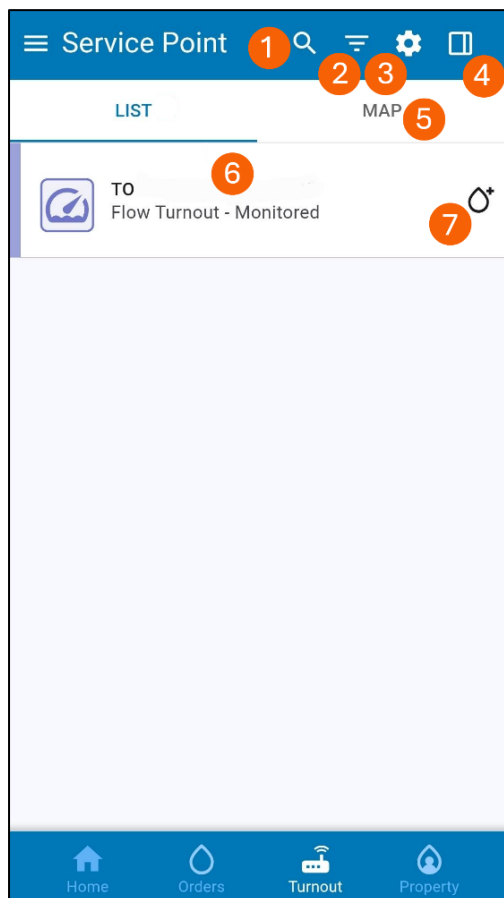 Service Point
1
2
3
4
LIST
MAP
5
6
TO
Flow Turnout - Monitored
7
Home
Orders
Turnout
Property